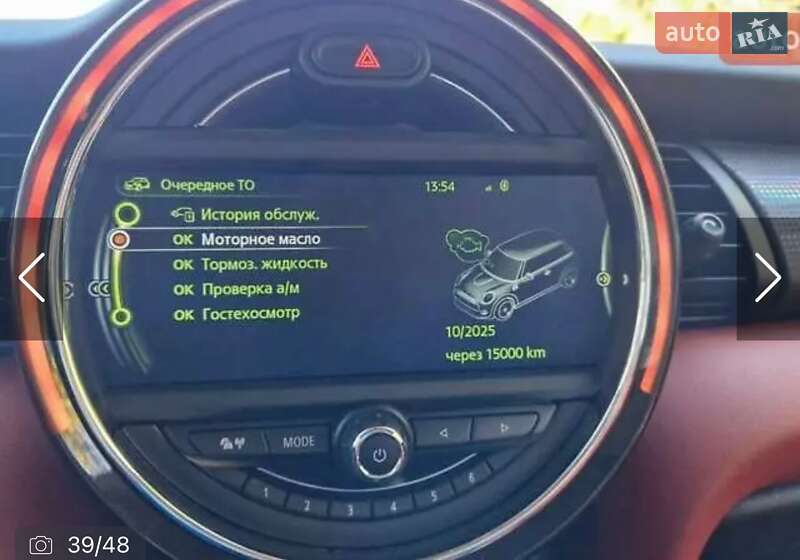 auto
RIA
.com
Очередное ТО
13:54
История обслуж.
OK Моторное масло
OK Тормоз. жидкость
OK Проверка а/м
OK Гостехосмотр
10/2025
через 15000 km
MODE
1 2 3 4 5 6
39/48